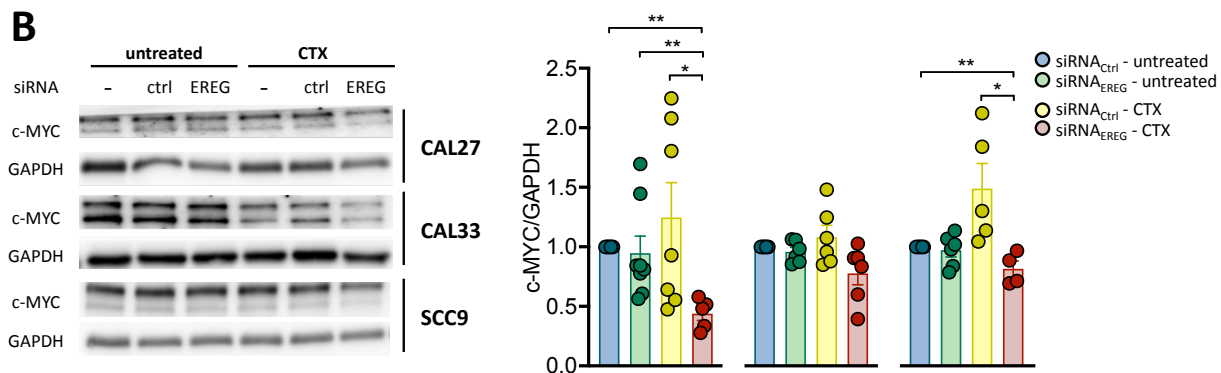 B
untreated CTX
siRNA – ctrl EREG – ctrl EREG
c-MYC
GAPDH
CAL27
c-MYC
GAPDH
CAL33
c-MYC
GAPDH
SCC9
c-MYC/GAPDH
2.5
2.0
1.5
1.0
0.5
0.0
**
**
*
**
*
siRNACtrl - untreated
siRNAEREG - untreated
siRNACtrl - CTX
siRNAEREG - CTX